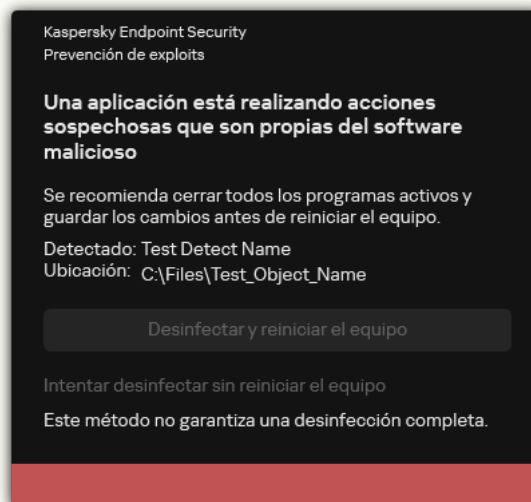 Kaspersky Endpoint Security
Prevención de exploits
Una aplicación está realizando acciones
sospechosas que son propias del software
malicioso
Se recomienda cerrar todos los programas activos y
guardar los cambios antes de reiniciar el equipo.
Detectado: Test Detect Name
Ubicación: C:\Files\Test_Object_Name
Desinfectar y reiniciar el equipo
Intentar desinfectar sin reiniciar el equipo
Este método no garantiza una desinfección completa.